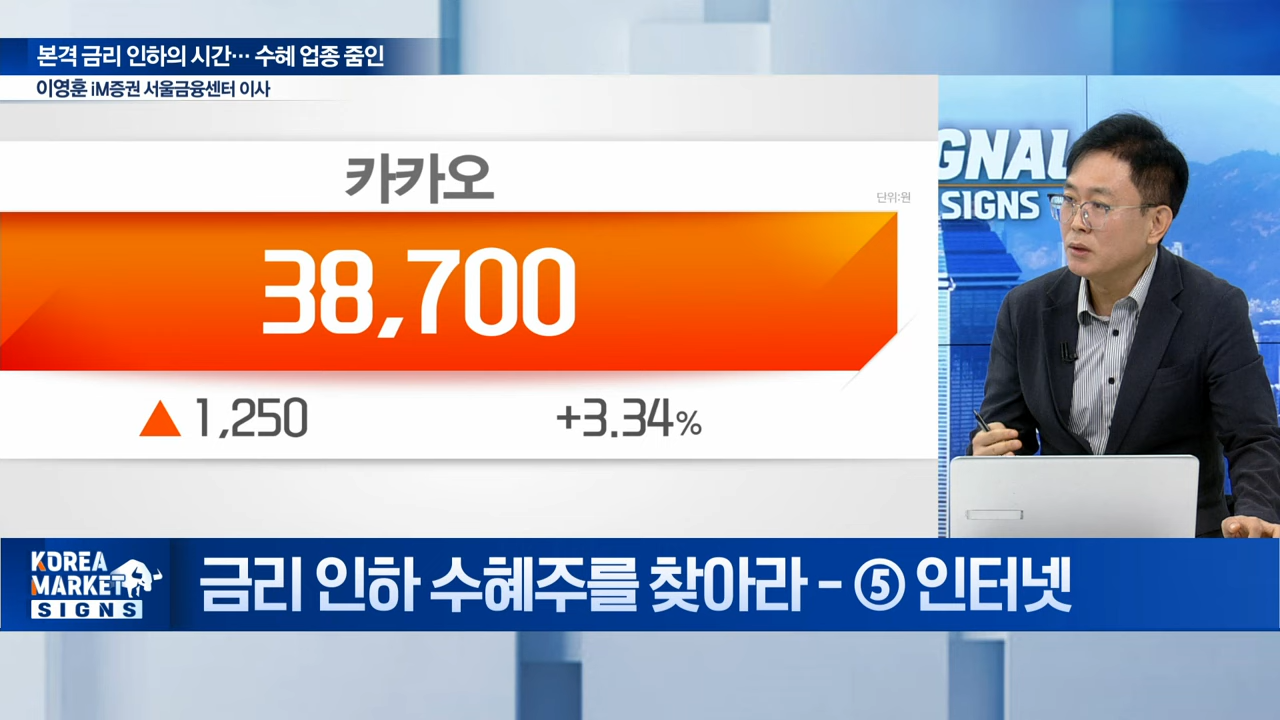 본격 금리 인하의 시간… 수혜 업종 줌인
이영훈 iM증권 서울금융센터 이사
카카오
단위:원
38,700
▲ 1,250
+3.34%
GNAL
SIGNS
KOREA
MARKET
SIGNS
금리 인하 수혜주를 찾아라 - ⑤ 인터넷